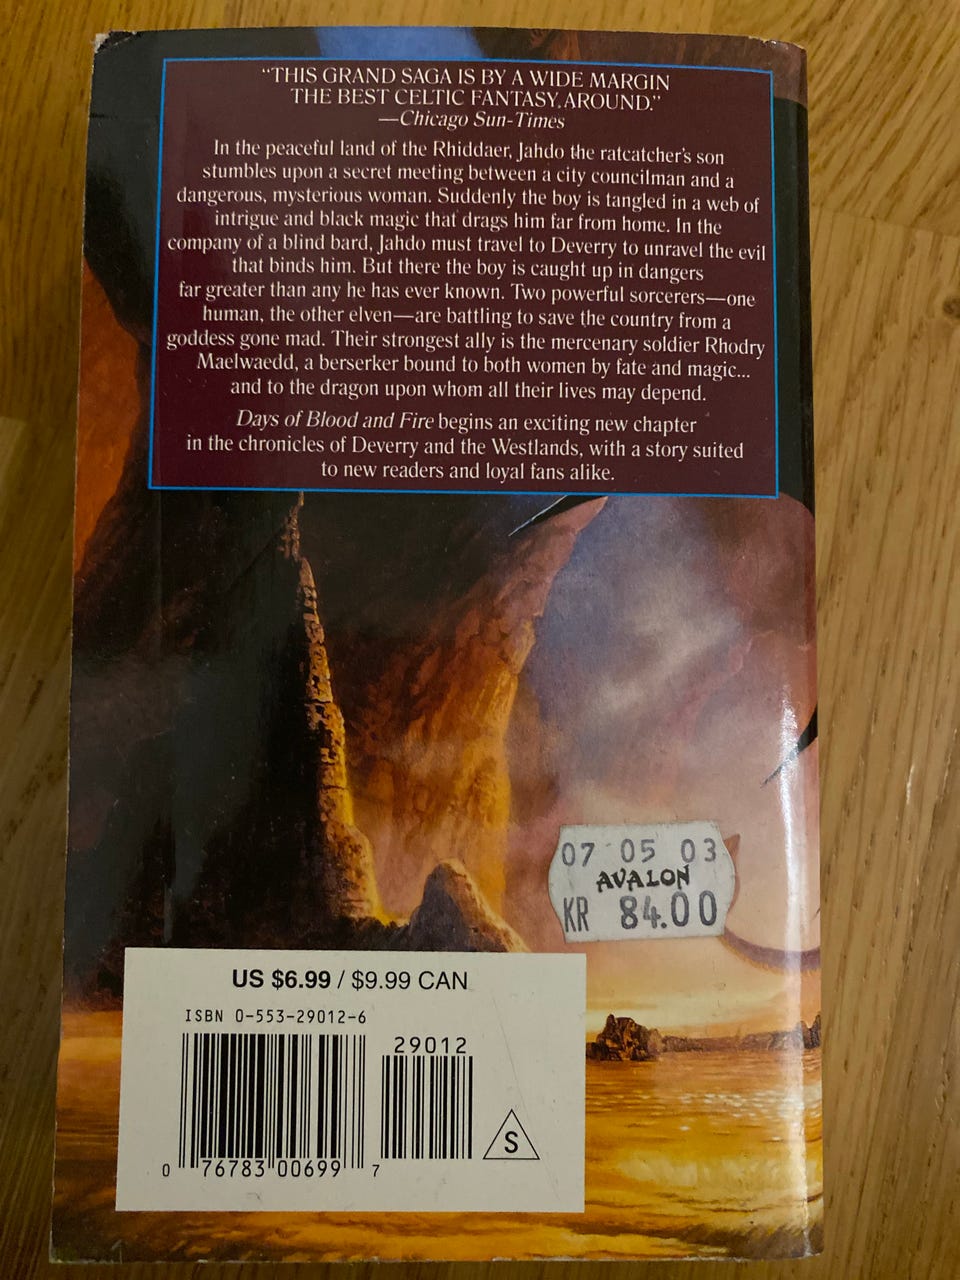 “THIS GRAND SAGA IS BY A WIDE MARGIN
THE BEST CELTIC FANTASY AROUND.”
—Chicago Sun-Times
In the peaceful land of the Rhiddaer, Jahdo the ratcatcher's son
stumbles upon a secret meeting between a city councilman and a
dangerous, mysterious woman. Suddenly the boy is tangled in a web of
intrigue and black magic that drags him far from home. In the
company of a blind bard, Jahdo must travel to Deverry to unravel the evil
that binds him. But there the boy is caught up in dangers
far greater than any he has ever known. Two powerful sorcerers—one
human, the other elven—are battling to save the country from a
goddess gone mad. Their strongest ally is the mercenary soldier Rhodry
Maelwaedd, a berserker bound to both women by fate and magic...
and to the dragon upon whom all their lives may depend.
Days of Blood and Fire begins an exciting new chapter
in the chronicles of Deverry and the Westlands, with a story suited
to new readers and loyal fans alike.
07 05 03
AVALON
KR 84.00
US $6.99 / $9.99 CAN
ISBN 0-553-29012-6
29012
0 76783 00699 7
S